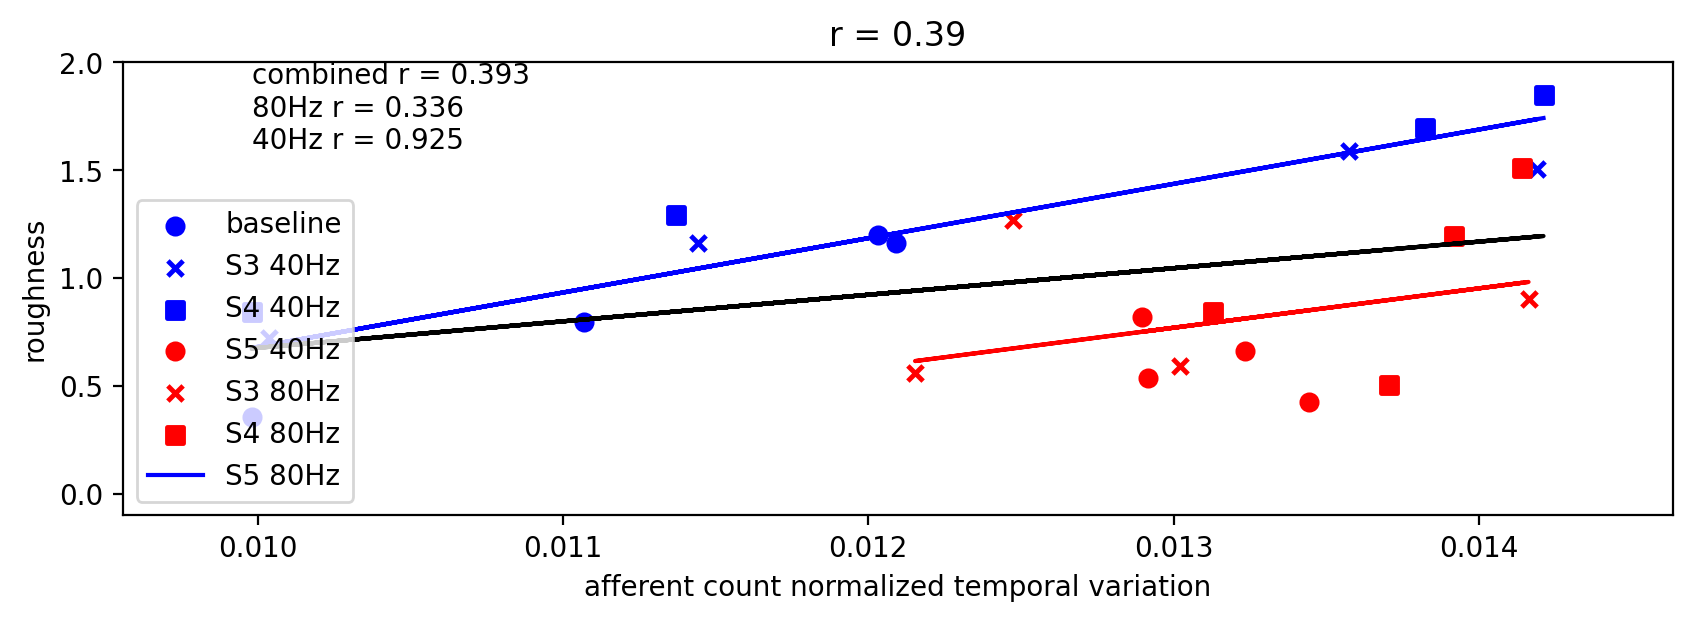 r = 0.39
combined r = 0.393
80Hz r = 0.336
40Hz r = 0.925
2.0
1.5
1.0
0.5
0.0
roughness
baseline
S3 40Hz
S4 40Hz
S5 40Hz
S3 80Hz
S4 80Hz
S5 80Hz
0.010
0.011
0.012
0.013
0.014
afferent count normalized temporal variation